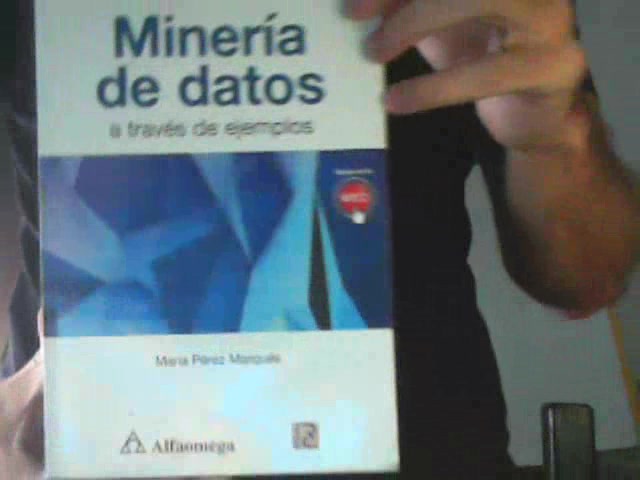 Minería
de datos
a través de ejemplos
María Pérez Marqués
Alfaomega